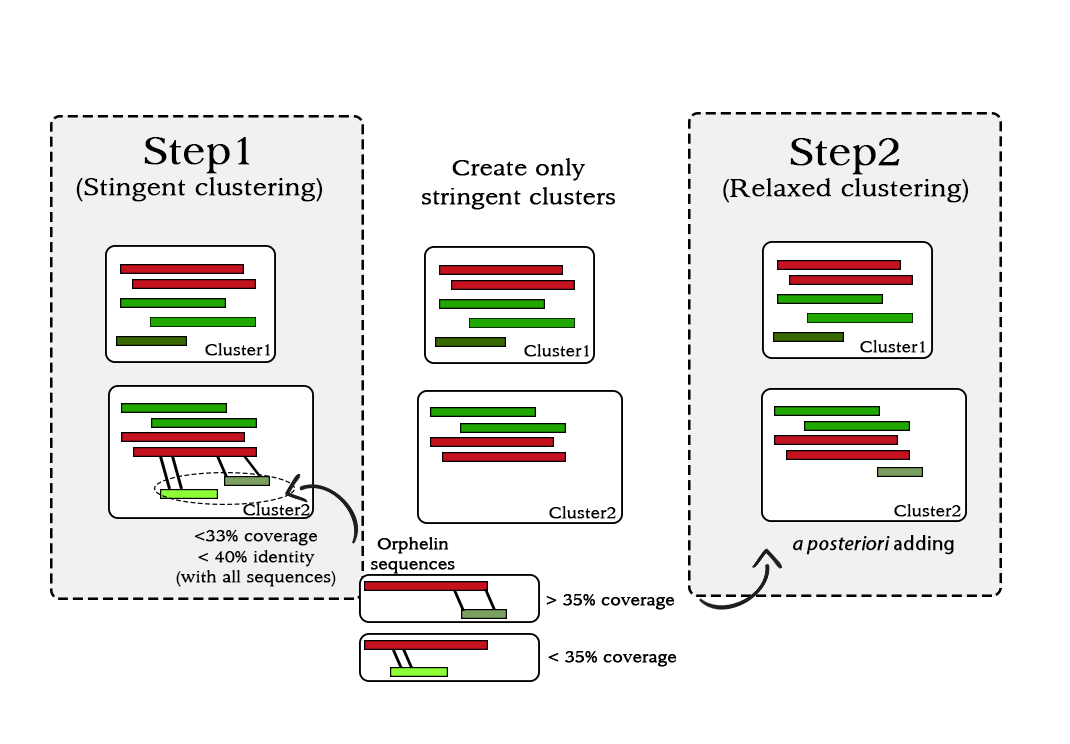 Step1
(Stingent clustering)
Cluster1
Cluster2
<33% coverage
< 40% identity
(with all sequences)
Create only
stringent clusters
Cluster1
Cluster2
Orphelin
sequences
> 35% coverage
< 35% coverage
Step2
(Relaxed clustering)
Cluster1
Cluster2
a posteriori adding